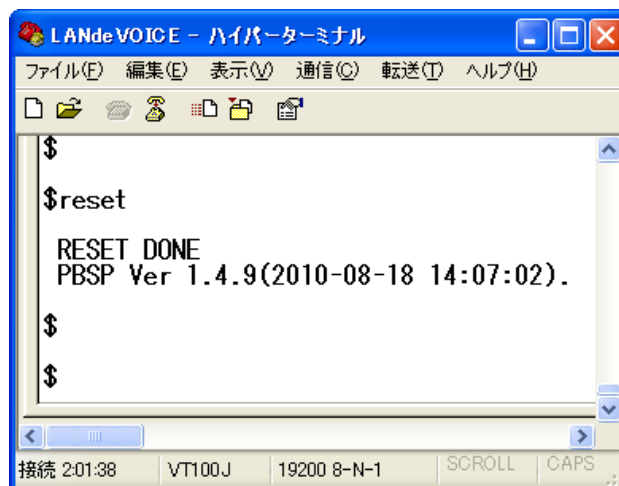 LANdeVOICE - ハイパーターミナル
ファイル(F) 編集(E) 表示(V) 通信(C) 転送(T) ヘルプ(H)
$
$reset
RESET DONE
PBSP Ver 1.4.9(2010-08-18 14:07:02).
$
$
接続 2:01:38 VT100J 19200 8-N-1 SCROLL CAPS